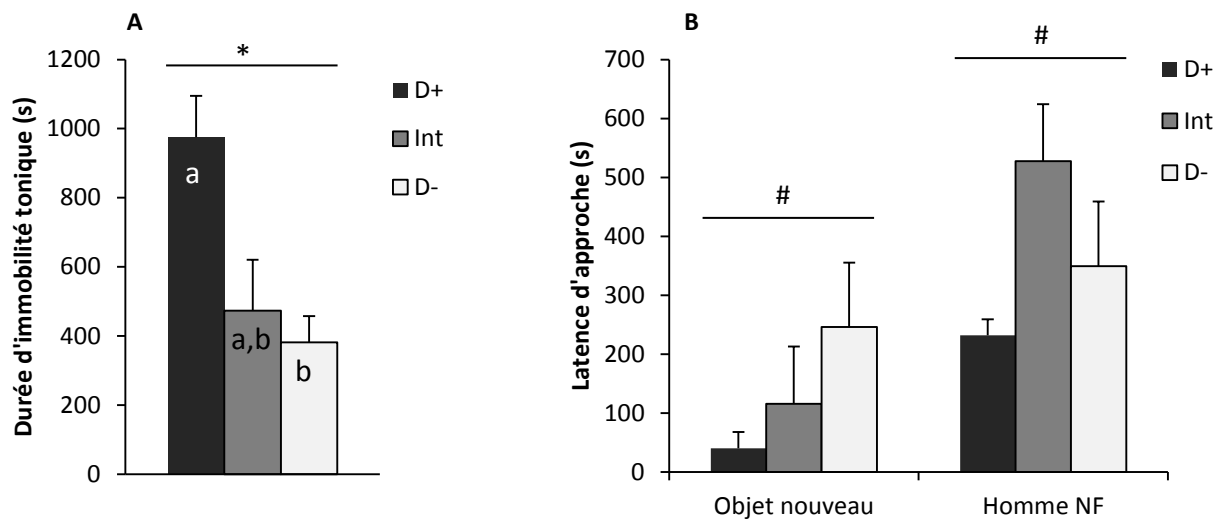 A
*
1200
1000
800
600
400
200
0
Durée d'immobilité tonique (s)
a
a,b
b
D+
Int
D-
B
#
#
700
600
500
400
300
200
100
0
Latence d'approche (s)
Objet nouveau
Homme NF
D+
Int
D-